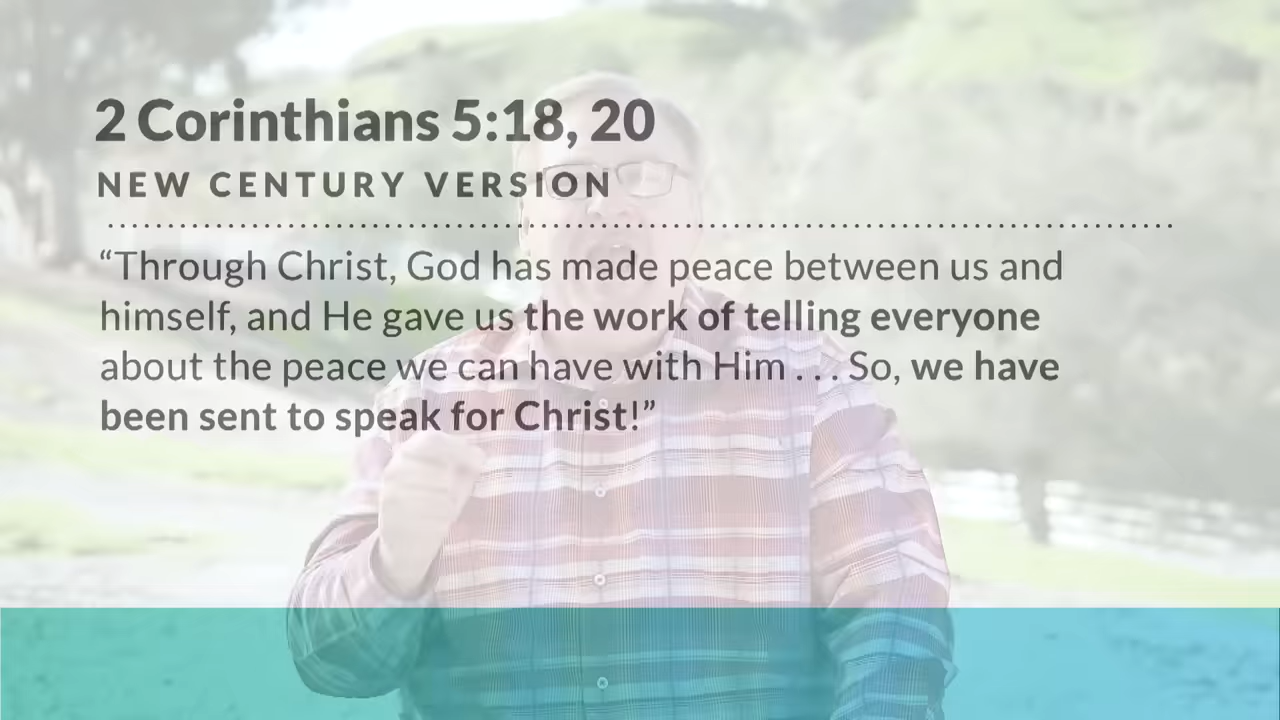 2 Corinthians 5:18, 20
NEW CENTURY VERSION
“Through Christ, God has made peace between us and
himself, and He gave us the work of telling everyone
about the peace we can have with Him . . . So, we have
been sent to speak for Christ!”